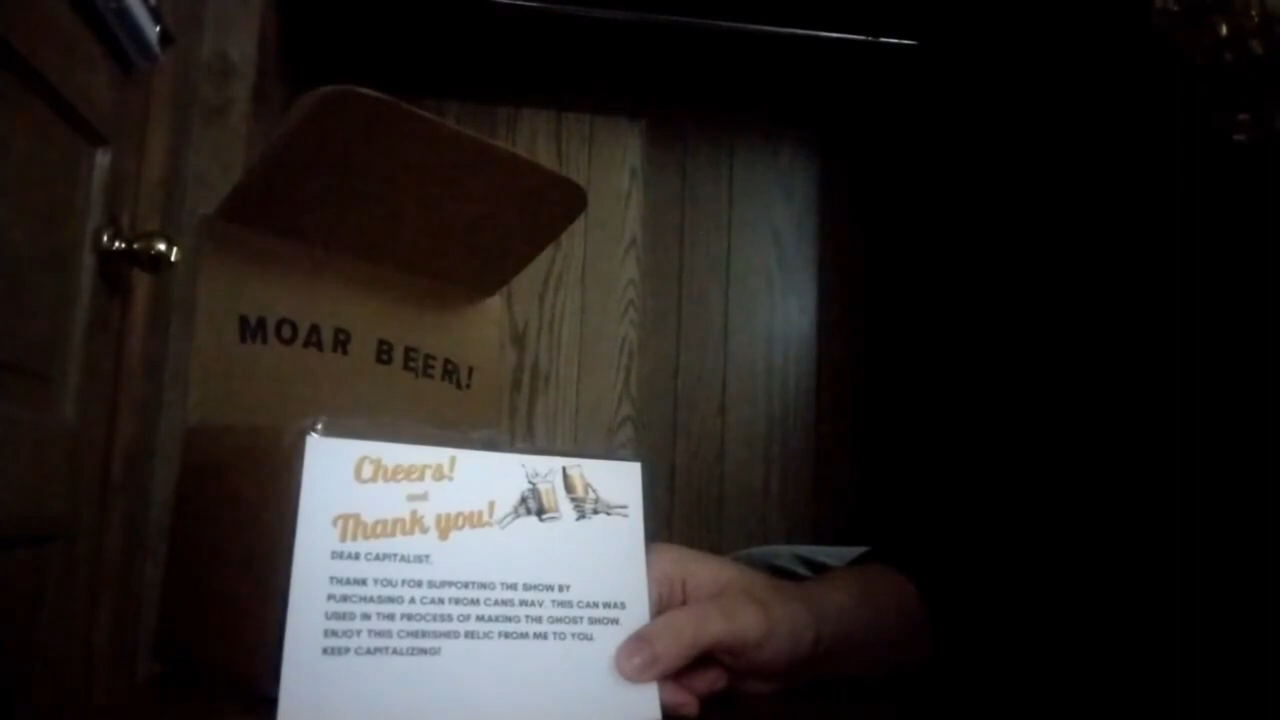 MOAR BEER!
Cheers!
and
Thank you!
DEAR CAPITALIST,
THANK YOU FOR SUPPORTING THE SHOW BY
PURCHASING A CAN FROM CANS.WAV. THIS CAN WAS
USED IN THE PROCESS OF MAKING THE GHOST SHOW.
ENJOY THIS CHERISHED RELIC FROM ME TO YOU.
KEEP CAPITALIZING!